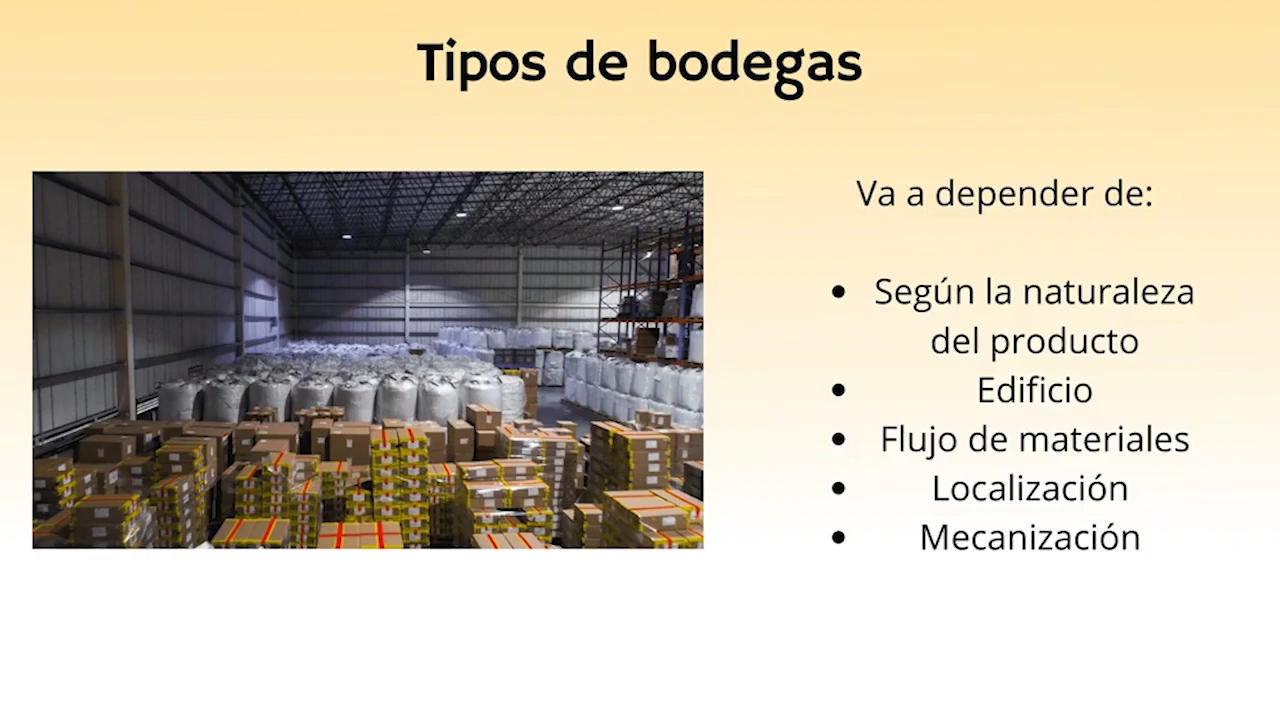 Tipos de bodegas
Va a depender de:
• Según la naturaleza
del producto
• Edificio
• Flujo de materiales
• Localización
• Mecanización